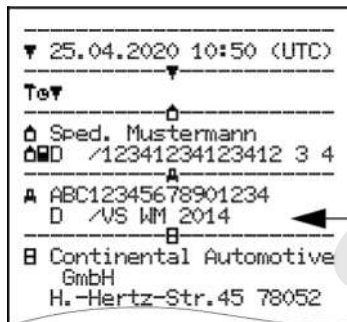 ▼ 25.04.2020 10:50 (UTC)
T▼
Sped. Mustermann
D /12341234123412 3 4
ABC12345678901234
D /VS WM 2014
Continental Automotive
GmbH
H.-Hertz-Str.45 78052